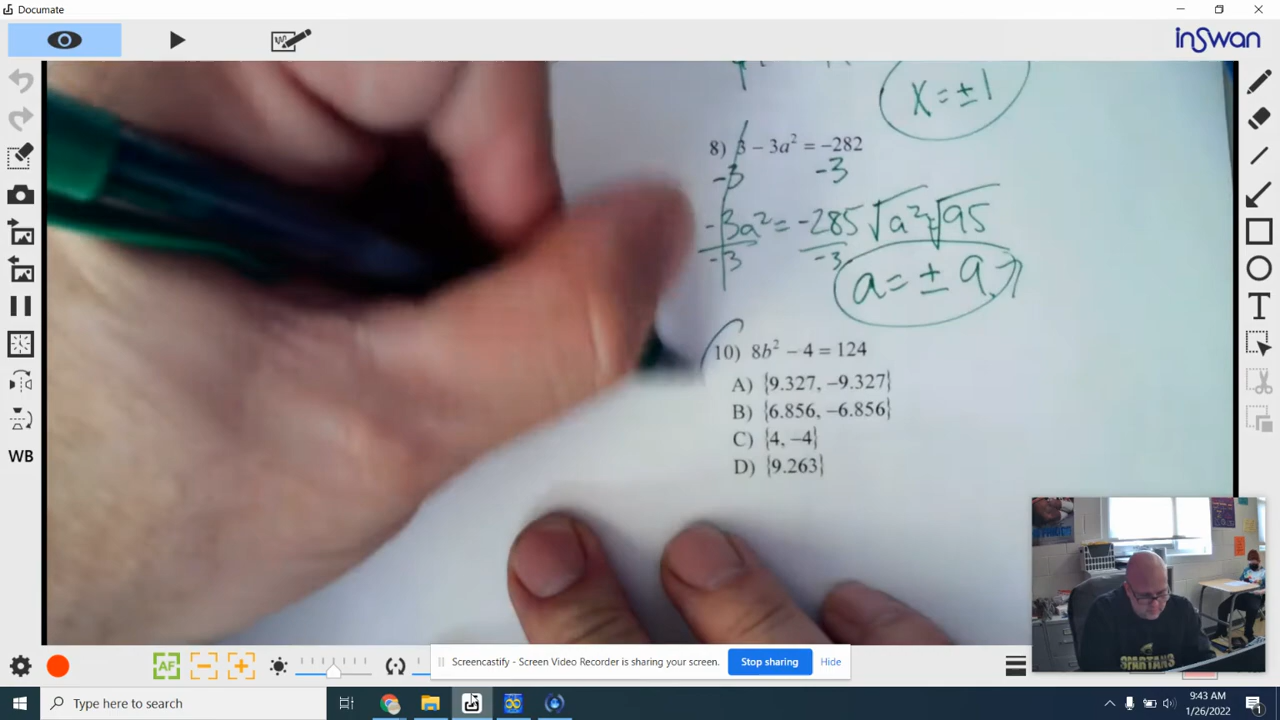 Documate
inSwan
x = ±1
8) 3 – 3a² = –282
-3 -3
-3a² = -285 √a² = √95
-3 -3
a = ± 9.7
10) 8b² – 4 = 124
A) {9.327, –9.327}
B) {6.856, –6.856}
C) {4, –4}
D) {9.263}
WB
T
SPARTANS
AF
Screencastify - Screen Video Recorder is sharing your screen.
Stop sharing
Hide
Type here to search
9:43 AM
1/26/2022
1